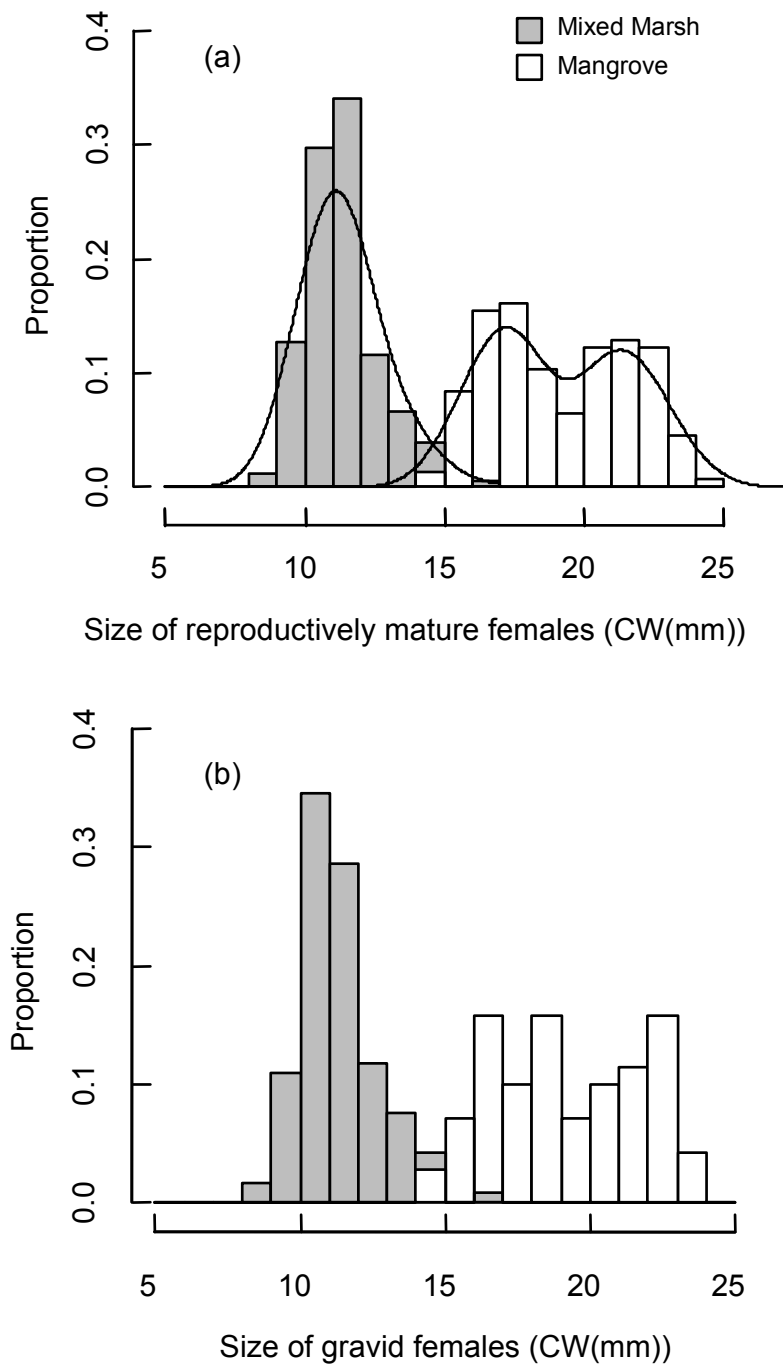 (a)
Mixed Marsh
Mangrove
0.4
0.3
0.2
0.1
0.0
Proportion
5 10 15 20 25
Size of reproductively mature females (CW(mm))
(b)
0.4
0.3
0.2
0.1
0.0
Proportion
5 10 15 20 25
Size of gravid females (CW(mm))